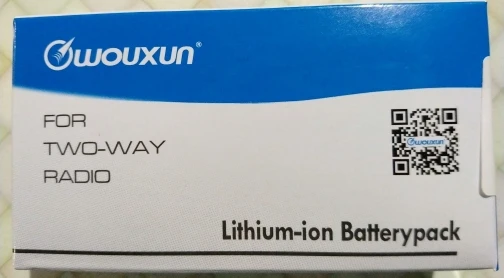 WOUXUN®
FOR
TWO-WAY
RADIO
WOUXUN
Lithium-ion Batterypack